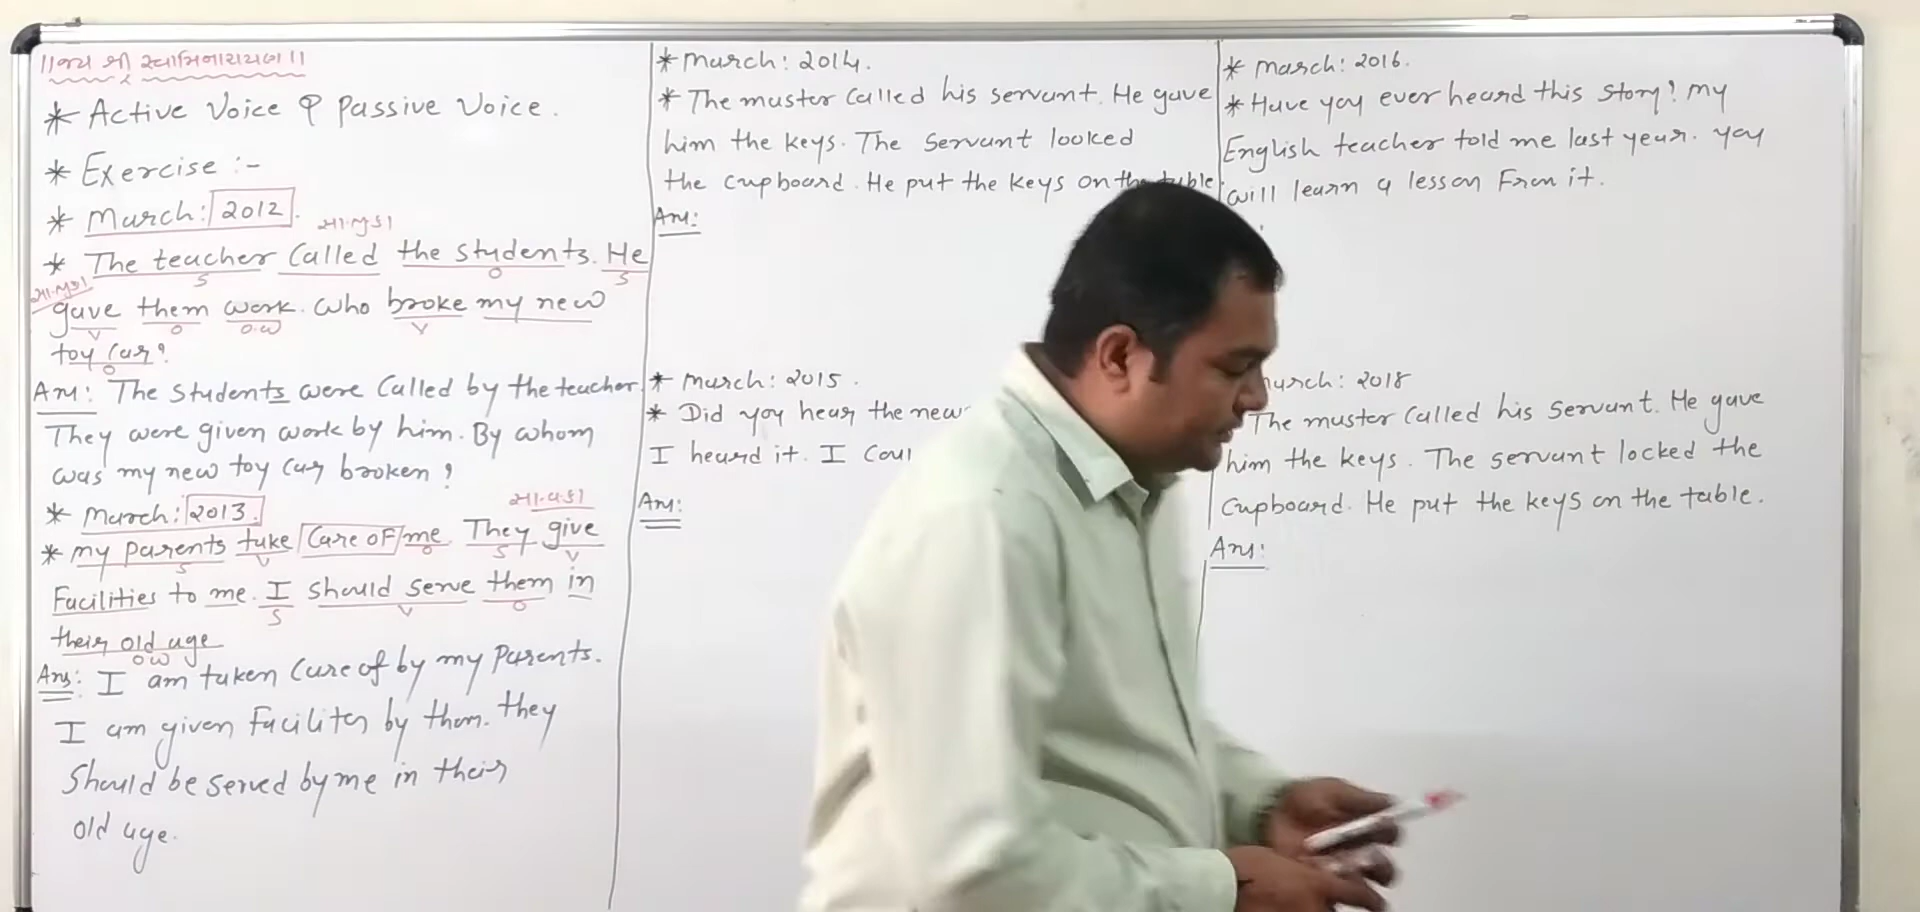 ॥જય શ્રી સ્વામિનારાયણ॥
* Active Voice & Passive Voice.
* Exercise :-
* March: 2012.
સા.ભુ.કા
* The teacher Called the students. He
S O S
સા.ભુ.કા
gave them work. Who broke my new
V O O.W V
toy Car?
O
Ans: The students were Called by the teacher.
They were given work by him. By whom
was my new toy car broken?
* March: 2013.
સા.વ.કા
* my parents take Care of me. They give
S V O S V
Facilities to me. I should serve them in
S V O
their old age
O W
Ans: I am taken Care of by my Parents.
I am given Facilites by them. They
Should be served by me in their
old age.
* March: 2014.
* The master Called his servant. He gave
him the keys. The Servant looked
the cupboard. He put the keys on the table.
Ans:
* March: 2015.
* Did you hear the news
I heard it. I
Ans:
* March: 2016.
* Have you ever heard this Story? My
English teacher told me last year. You
will learn a lesson From it.
March: 2018
The master Called his Servant. He gave
him the keys. The servant locked the
Cupboard. He put the keys on the table.
Ans: